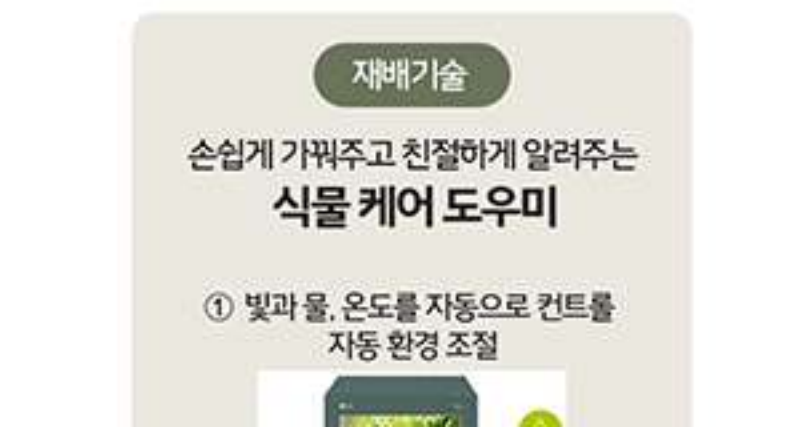 재배기술
손쉽게 가꿔주고 친절하게 알려주는
식물 케어 도우미
① 빛과 물, 온도를 자동으로 컨트롤
자동 환경 조절